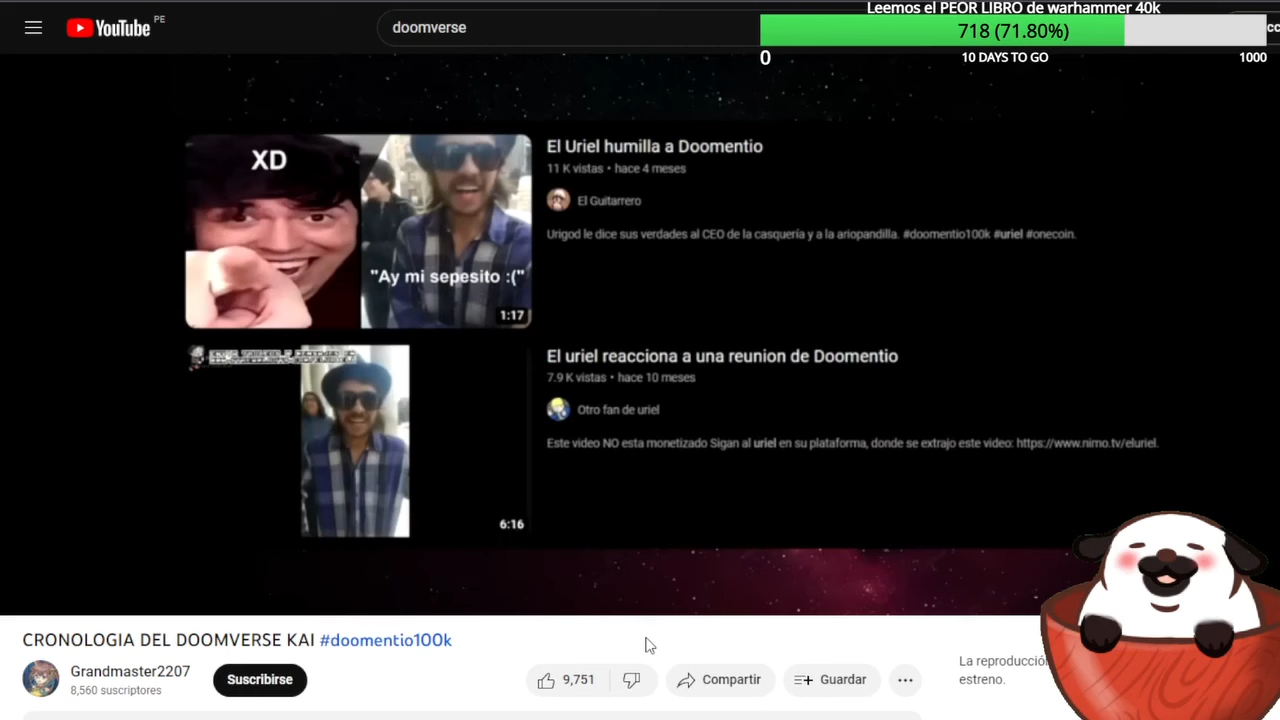 Leemos el PEOR LIBRO de warhammer 40k
YouTube PE
doomverse
718 (71.80%)
0
10 DAYS TO GO
1000
XD
"Ay mi sepesito :("
1:17
El Uriel humilla a Doomentio
11 K vistas • hace 4 meses
El Guitarrero
Urigod le dice sus verdades al CEO de la casquería y a la ariopandilla. #doomentio100k #uriel #onecoin.
6:16
El uriel reacciona a una reunion de Doomentio
7.9 K vistas • hace 10 meses
Otro fan de uriel
Este video NO esta monetizado Sigan al uriel en su plataforma, donde se extrajo este video: https://www.nimo.tv/eluriel.
CRONOLOGIA DEL DOOMVERSE KAI #doomentio100k
Grandmaster2207
8,560 suscriptores
Suscribirse
9,751
Compartir
Guardar
La reproducció
estreno.